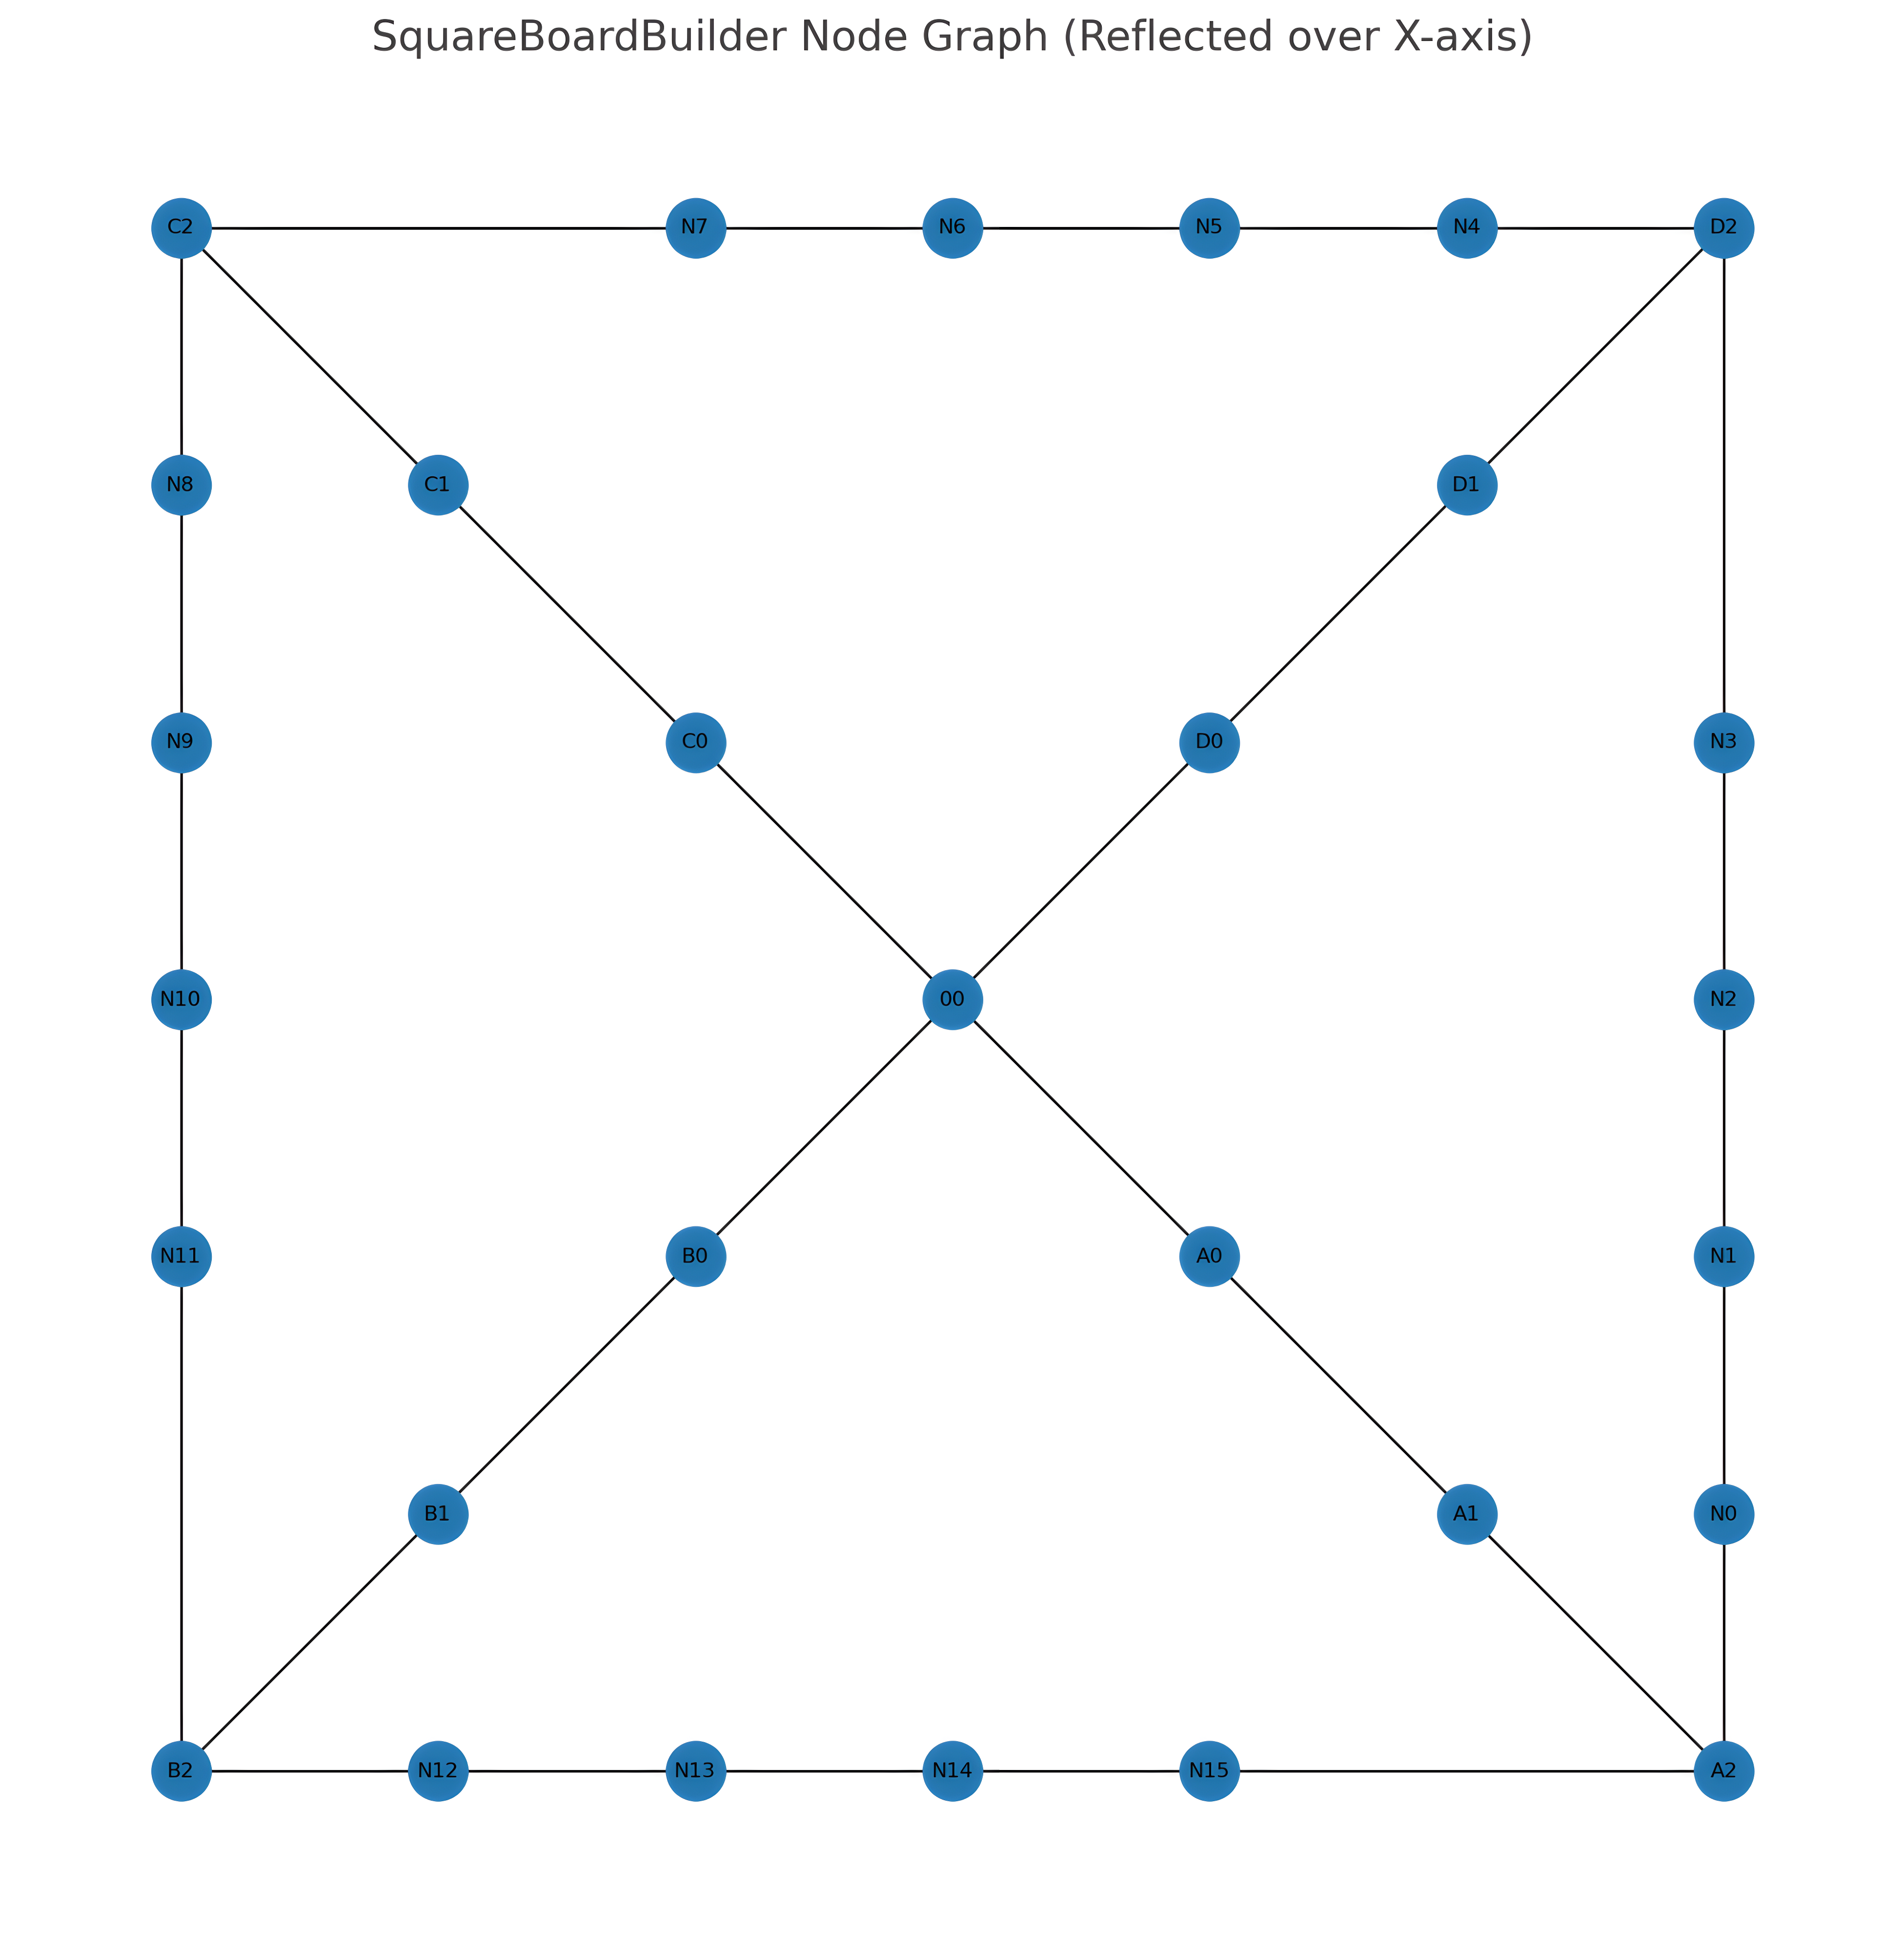 SquareBoardBuilder Node Graph (Reflected over X-axis)
C2 N7 N6 N5 N4 D2
N8 C1 D1
N9 C0 D0 N3
N10 00 N2
N11 B0 A0 N1
B1 A1 N0
B2 N12 N13 N14 N15 A2